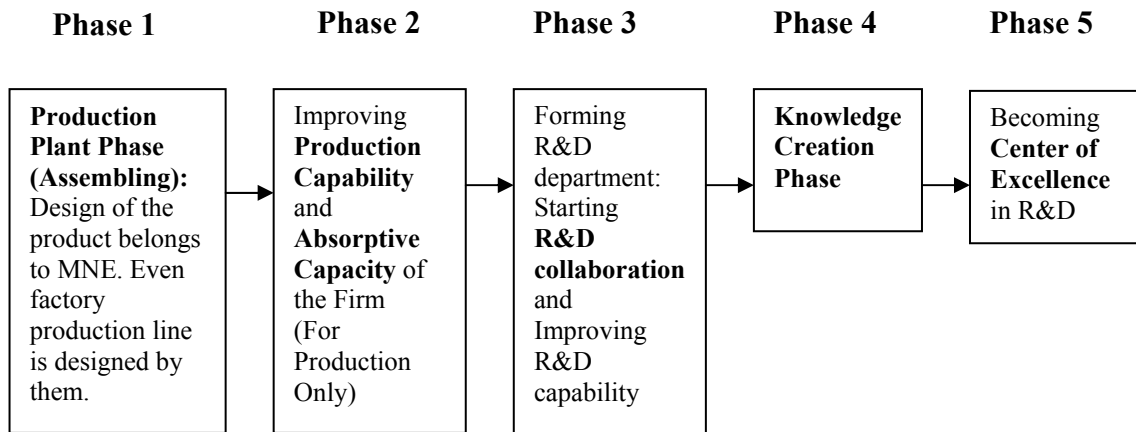 Phase 1
Phase 2
Phase 3
Phase 4
Phase 5
Production
Plant Phase
(Assembling):
Design of the
product belongs
to MNE. Even
factory
production line
is designed by
them.
Improving
Production
Capability
and
Absorptive
Capacity of
the Firm
(For
Production
Only)
Forming
R&D
department:
Starting
R&D
collaboration
and
Improving
R&D
capability
Knowledge
Creation
Phase
Becoming
Center of
Excellence
in R&D